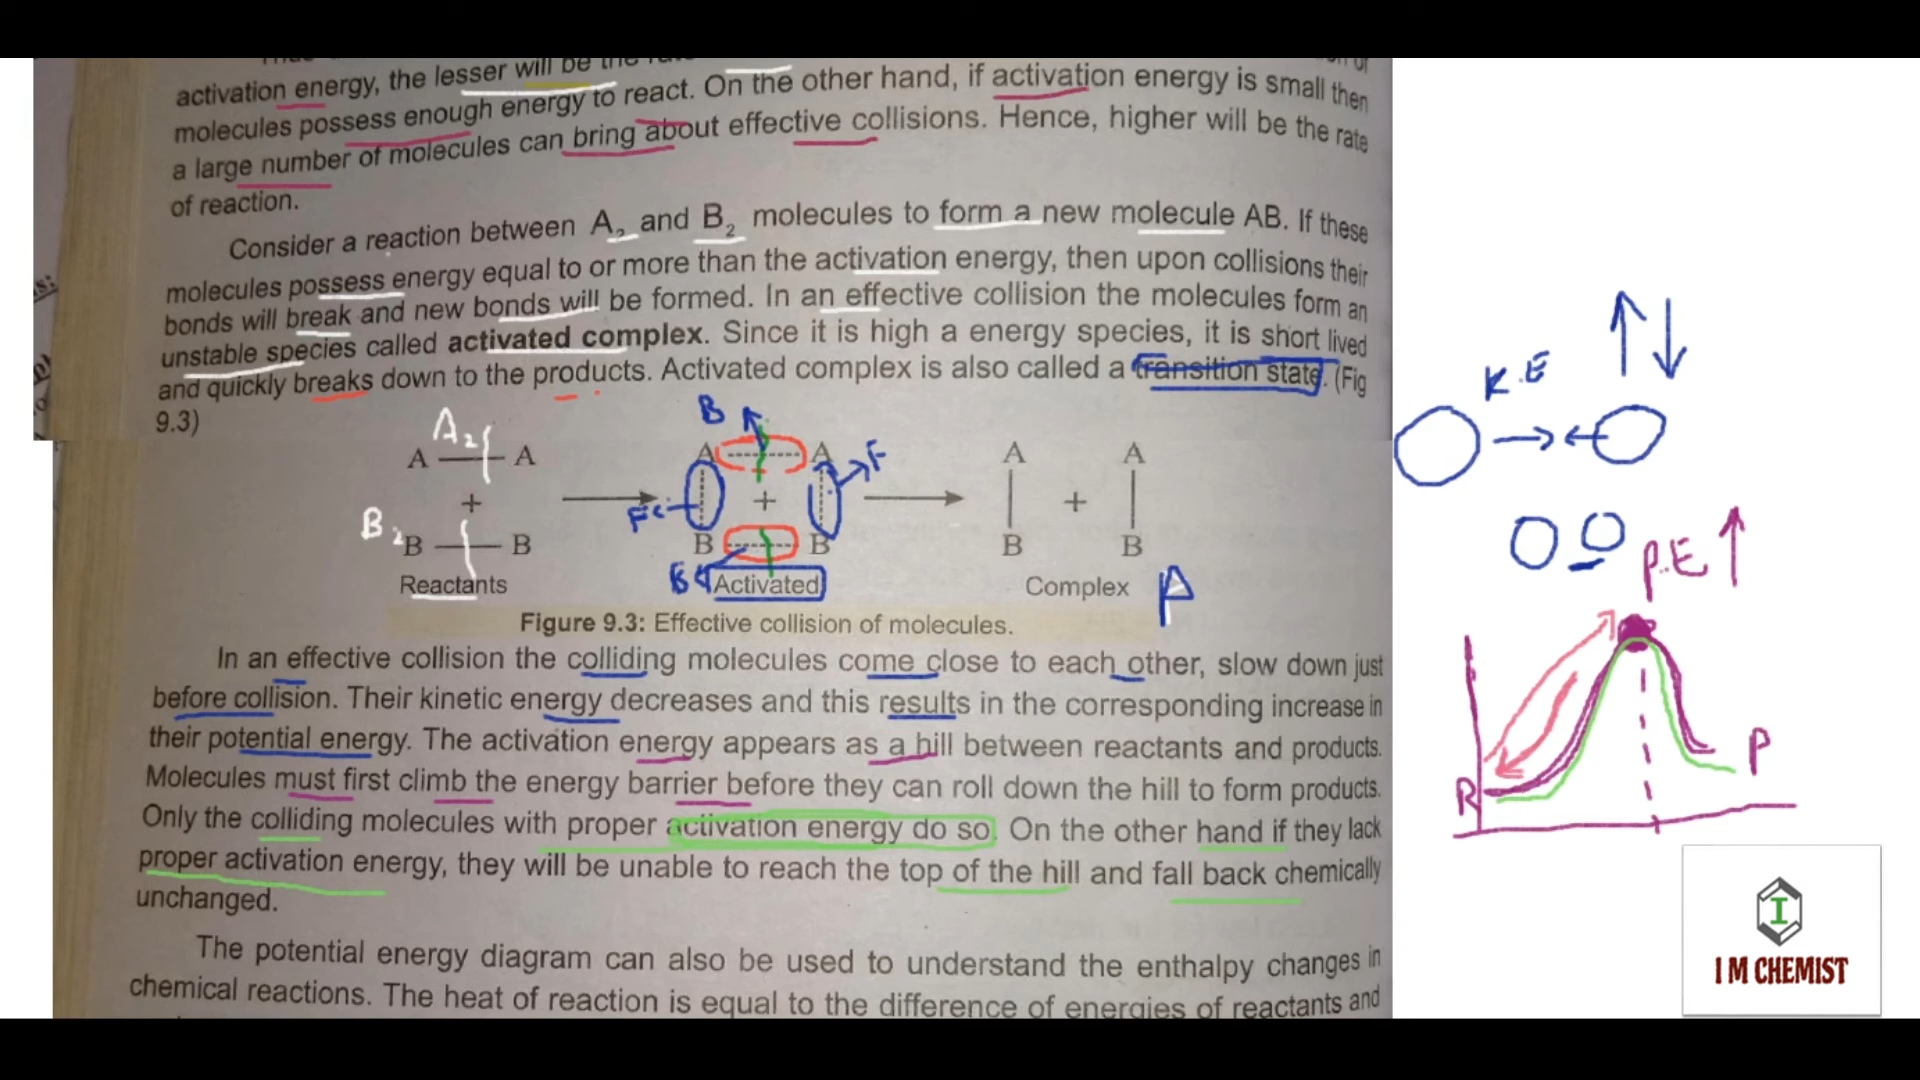 activation energy, the lesser will be the
molecules possess enough energy to react. On the other hand, if activation energy is small then
a large number of molecules can bring about effective collisions. Hence, higher will be the rate
of reaction.
Consider a reaction between A2 and B2 molecules to form a new molecule AB. If these
molecules possess energy equal to or more than the activation energy, then upon collisions their
bonds will break and new bonds will be formed. In an effective collision the molecules form an
unstable species called activated complex. Since it is high a energy species, it is short lived
and quickly breaks down to the products. Activated complex is also called a transition state. (Fig
9.3)
A2
B
A — A
A A
F
A A
+
F
+
+
B2
B — B
B B
B B
B
Reactants
Activated
Complex
P
Figure 9.3: Effective collision of molecules.
In an effective collision the colliding molecules come close to each other, slow down just
before collision. Their kinetic energy decreases and this results in the corresponding increase in
their potential energy. The activation energy appears as a hill between reactants and products.
Molecules must first climb the energy barrier before they can roll down the hill to form products.
Only the colliding molecules with proper activation energy do so. On the other hand if they lack
proper activation energy, they will be unable to reach the top of the hill and fall back chemically
unchanged.
The potential energy diagram can also be used to understand the enthalpy changes in
chemical reactions. The heat of reaction is equal to the difference of energies of reactants and
K.E
P.E
R
P
I
I M CHEMIST